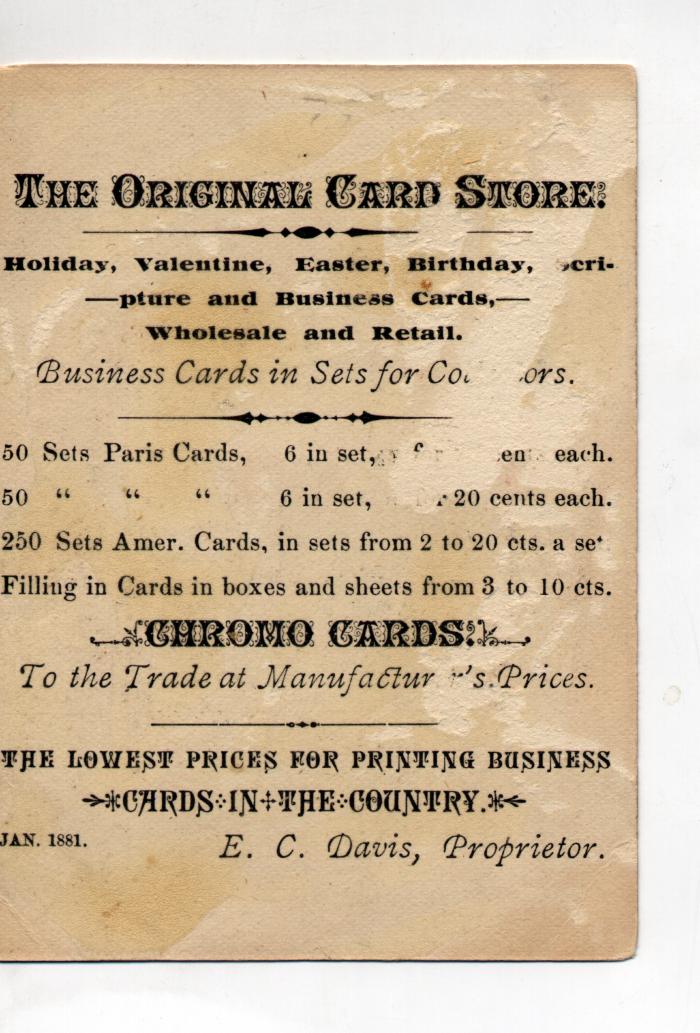 The Original Card Store.
Holiday, Valentine, Easter, Birthday,
—pture and Business Cards,—
Wholesale and Retail.
Business Cards in Sets for
50 Sets Paris Cards, 6 in set, each.
50 “ “ “ 6 in set, 20 cents each.
250 Sets Amer. Cards, in sets from 2 to 20 cts. a
Filling in Cards in boxes and sheets from 3 to 10 cts.
CHROMO CARDS:
To the Trade at Prices.
THE LOWEST PRICES FOR PRINTING BUSINESS
CARDS IN THE COUNTRY.
JAN. 1881. E. C. Davis, Proprietor.